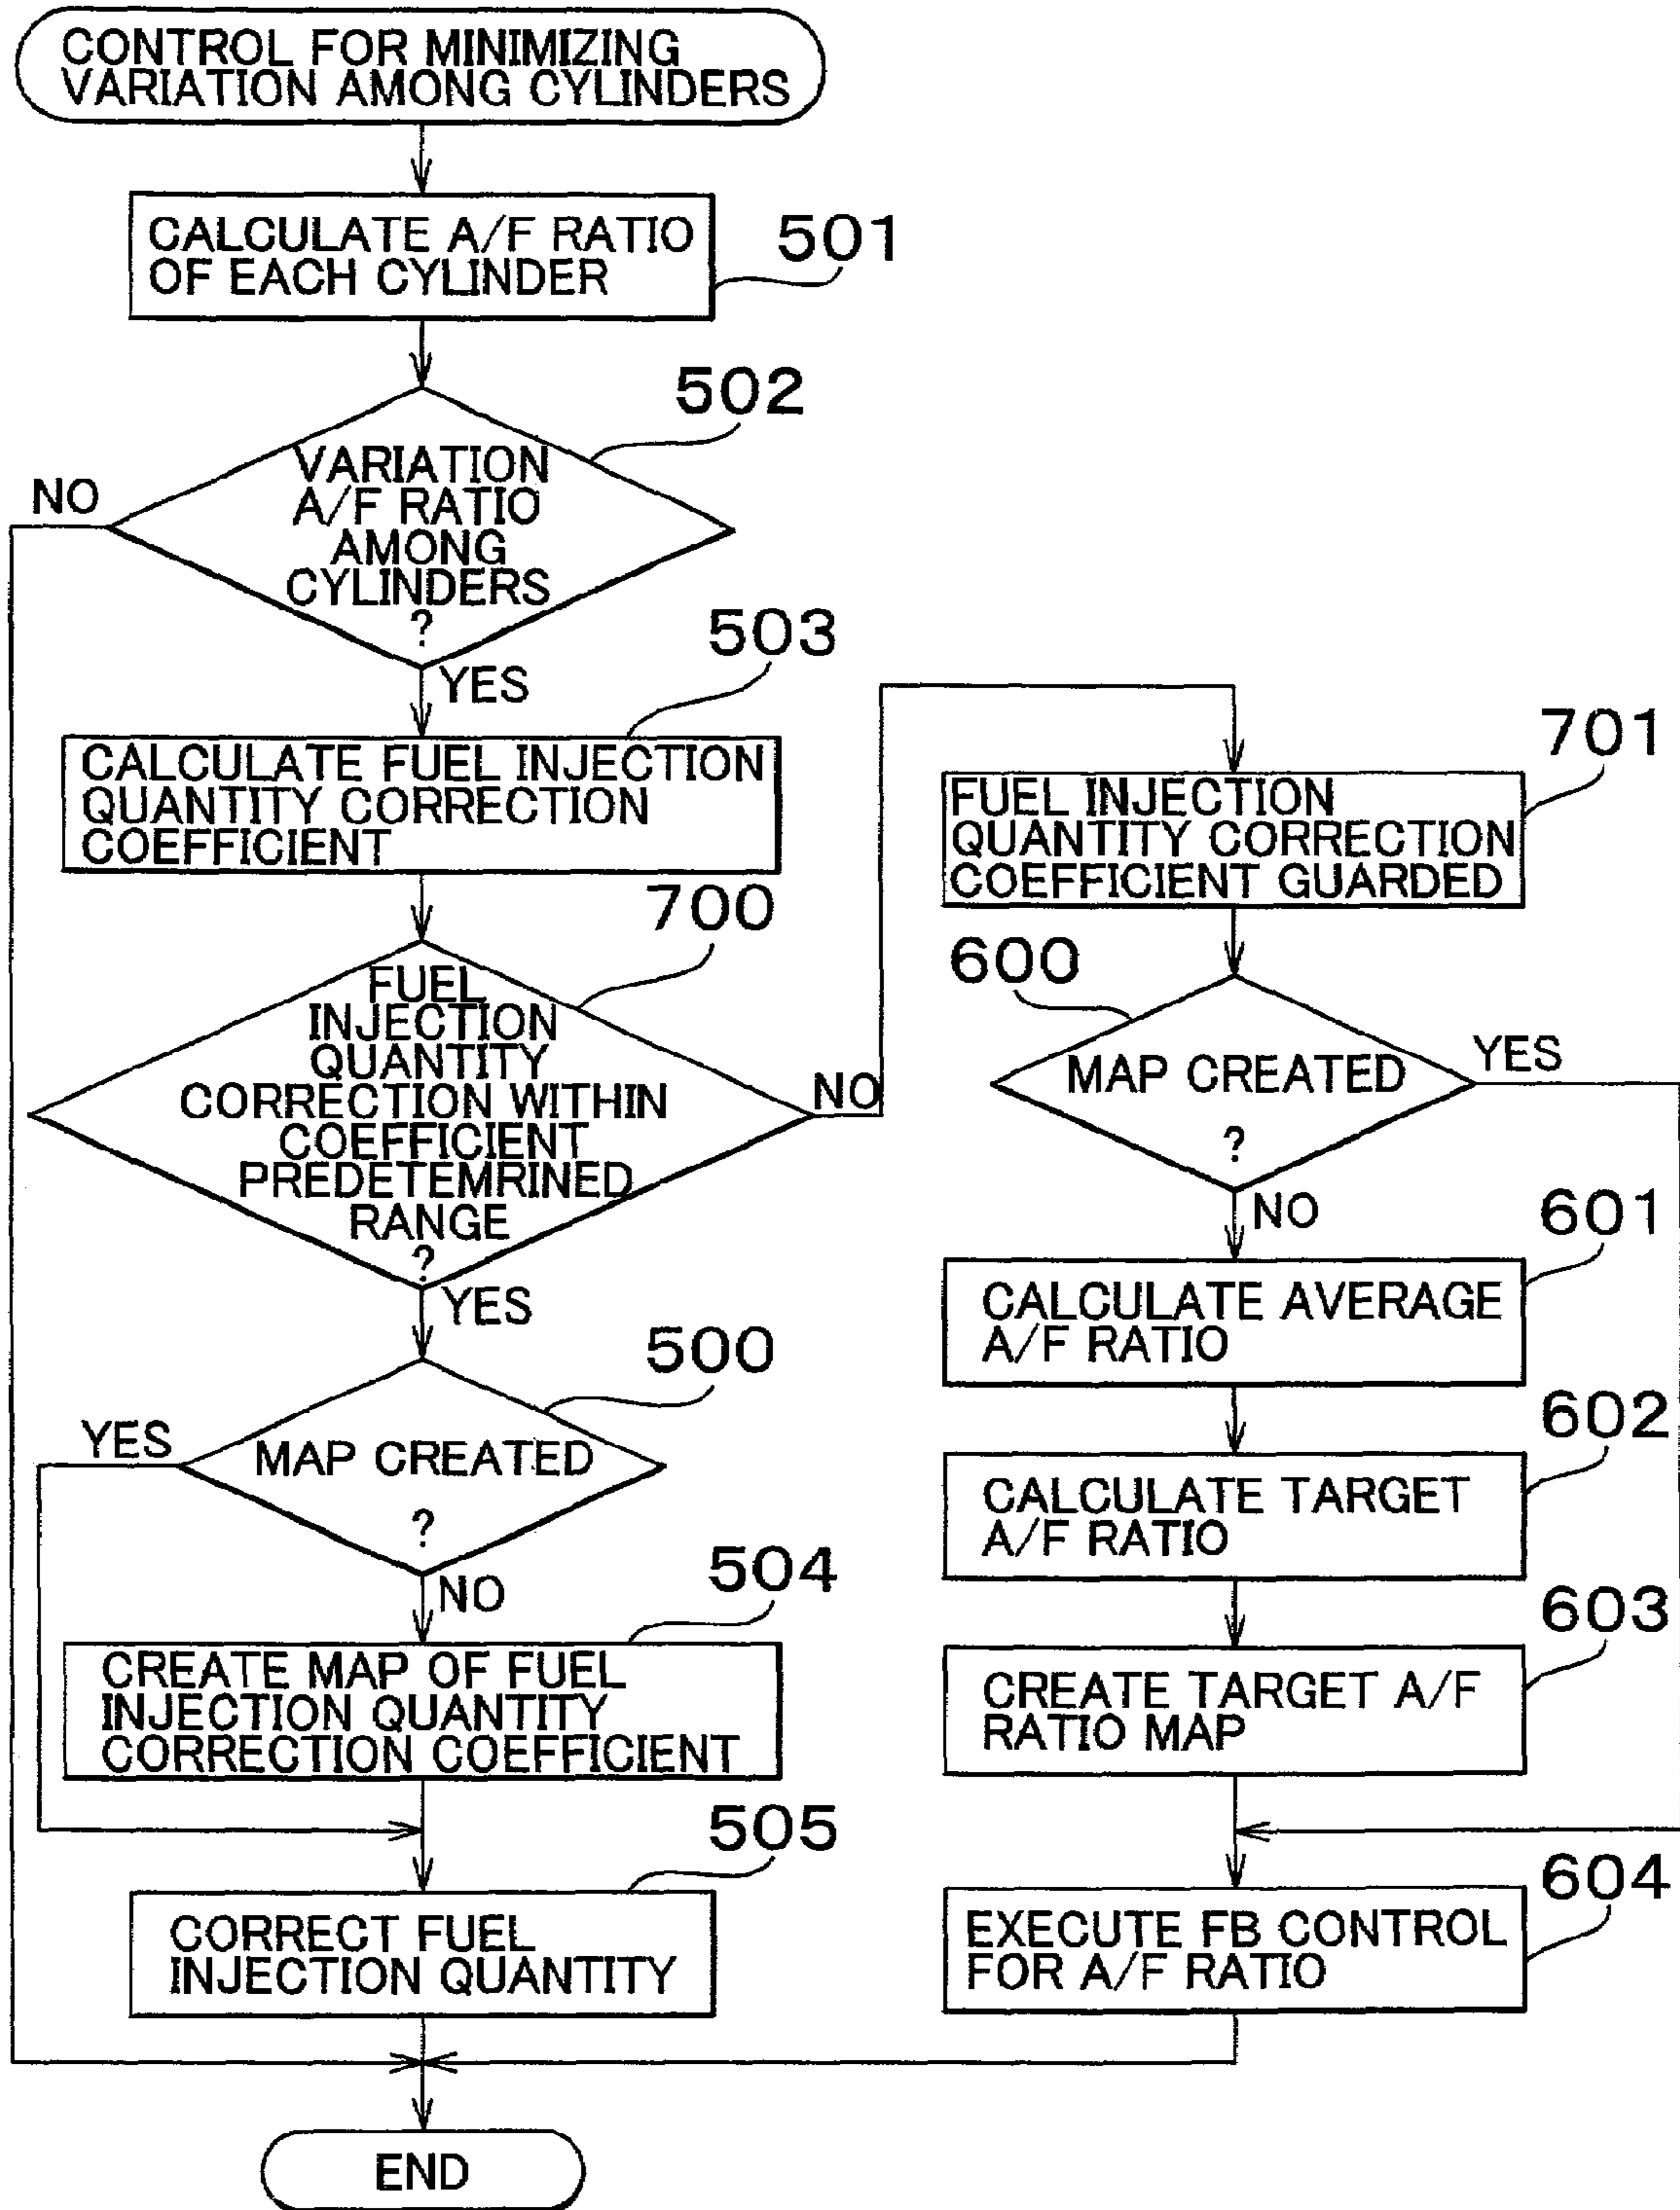 CONTROL FOR MINIMIZING
VARIATION AMONG CYLINDERS
CALCULATE A/F RATIO
OF EACH CYLINDER
501
502
VARIATION
A/F RATIO
AMONG
CYLINDERS
?
NO
YES
503
CALCULATE FUEL INJECTION
QUANTITY CORRECTION
COEFFICIENT
700
FUEL
INJECTION
QUANTITY
CORRECTION WITHIN
COEFFICIENT
PREDETEMRINED
RANGE
?
NO
YES
500
MAP CREATED
?
YES
NO
504
CREATE MAP OF FUEL
INJECTION QUANTITY
CORRECTION COEFFICIENT
505
CORRECT FUEL
INJECTION QUANTITY
END
701
FUEL INJECTION
QUANTITY CORRECTION
COEFFICIENT GUARDED
600
MAP CREATED
?
YES
NO
601
CALCULATE AVERAGE
A/F RATIO
602
CALCULATE TARGET
A/F RATIO
603
CREATE TARGET A/F
RATIO MAP
604
EXECUTE FB CONTROL
FOR A/F RATIO